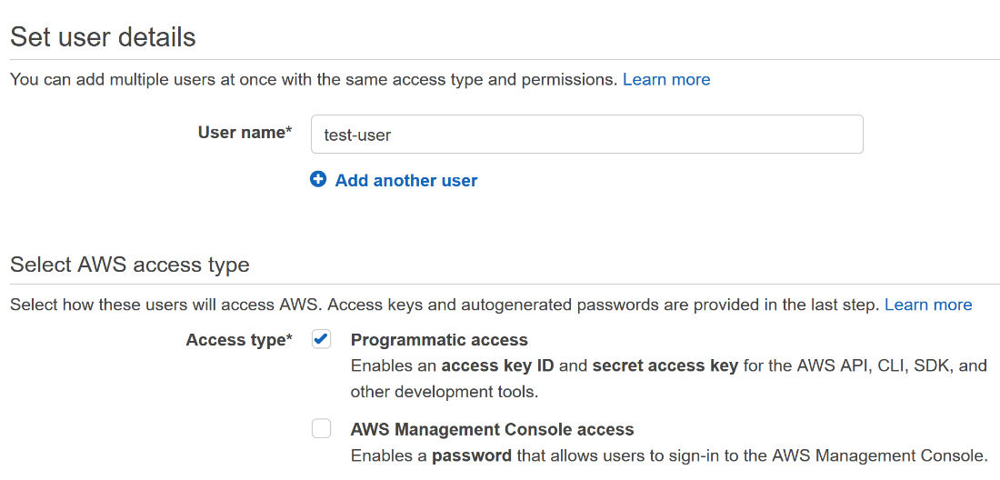 Set user details
You can add multiple users at once with the same access type and permissions. Learn more
User name*
test-user
Add another user
Select AWS access type
Select how these users will access AWS. Access keys and autogenerated passwords are provided in the last step. Learn more
Access type*
Programmatic access
Enables an access key ID and secret access key for the AWS API, CLI, SDK, and
other development tools.
AWS Management Console access
Enables a password that allows users to sign-in to the AWS Management Console.